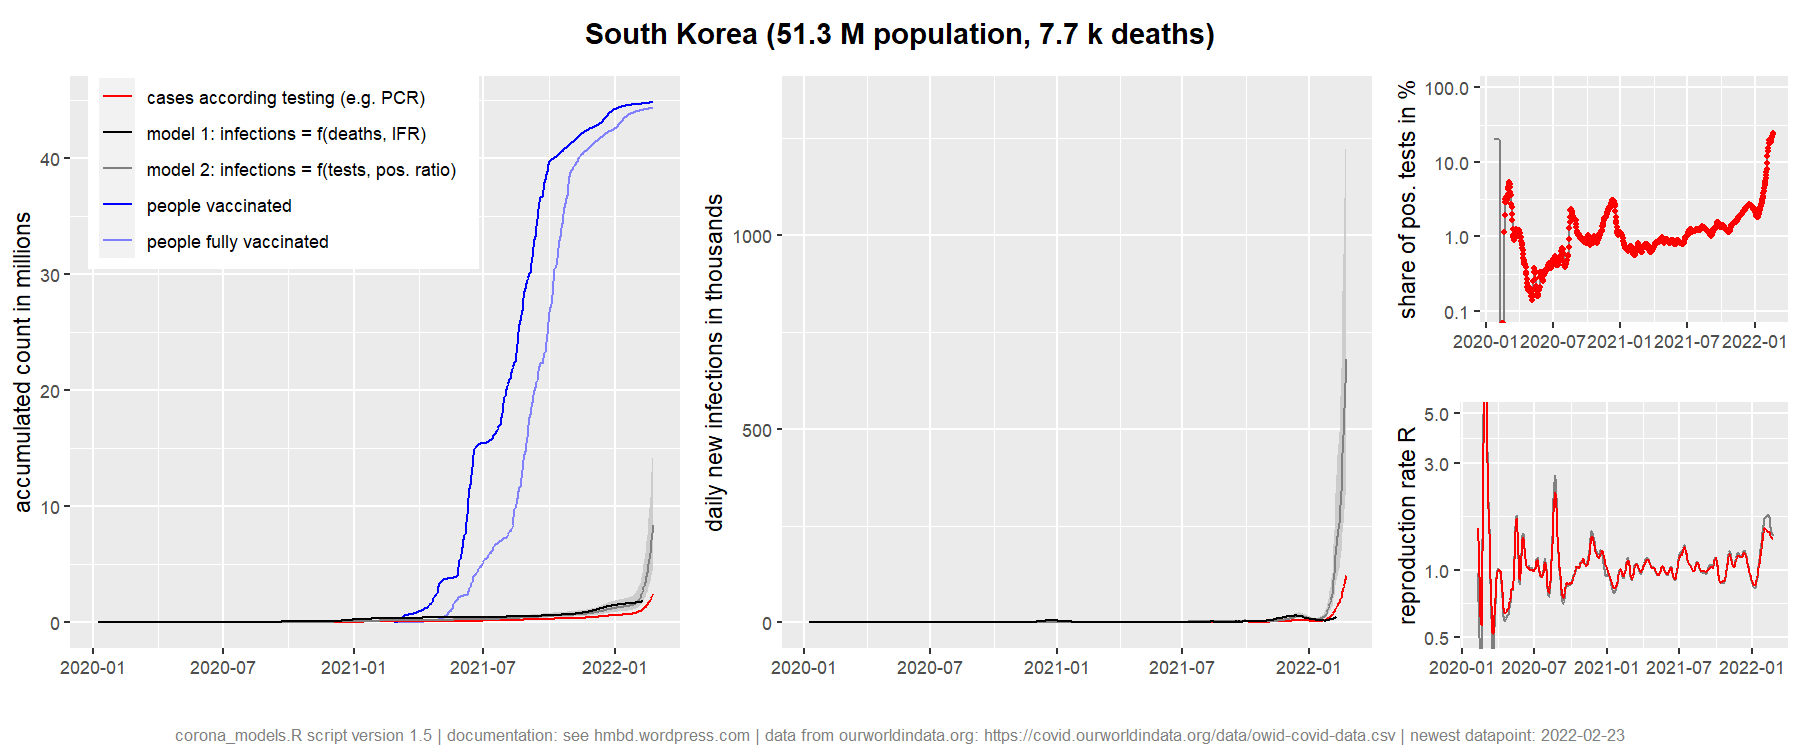 South Korea (51.3 M population, 7.7 k deaths)
accumulated count in millions
40
30
20
10
0
cases according testing (e.g. PCR)
model 1: infections = f(deaths, IFR)
model 2: infections = f(tests, pos. ratio)
people vaccinated
people fully vaccinated
2020-01 2020-07 2021-01 2021-07 2022-01
daily new infections in thousands
1000
500
0
2020-01 2020-07 2021-01 2021-07 2022-01
share of pos. tests in %
100.0
10.0
1.0
0.1
2020-01 2020-07 2021-01 2021-07 2022-01
reproduction rate R
5.0
3.0
1.0
0.5
2020-01 2020-07 2021-01 2021-07 2022-01
corona_models.R script version 1.5 | documentation: see hmbd.wordpress.com | data from ourworldindata.org: https://covid.ourworldindata.org/data/owid-covid-data.csv | newest datapoint: 2022-02-23